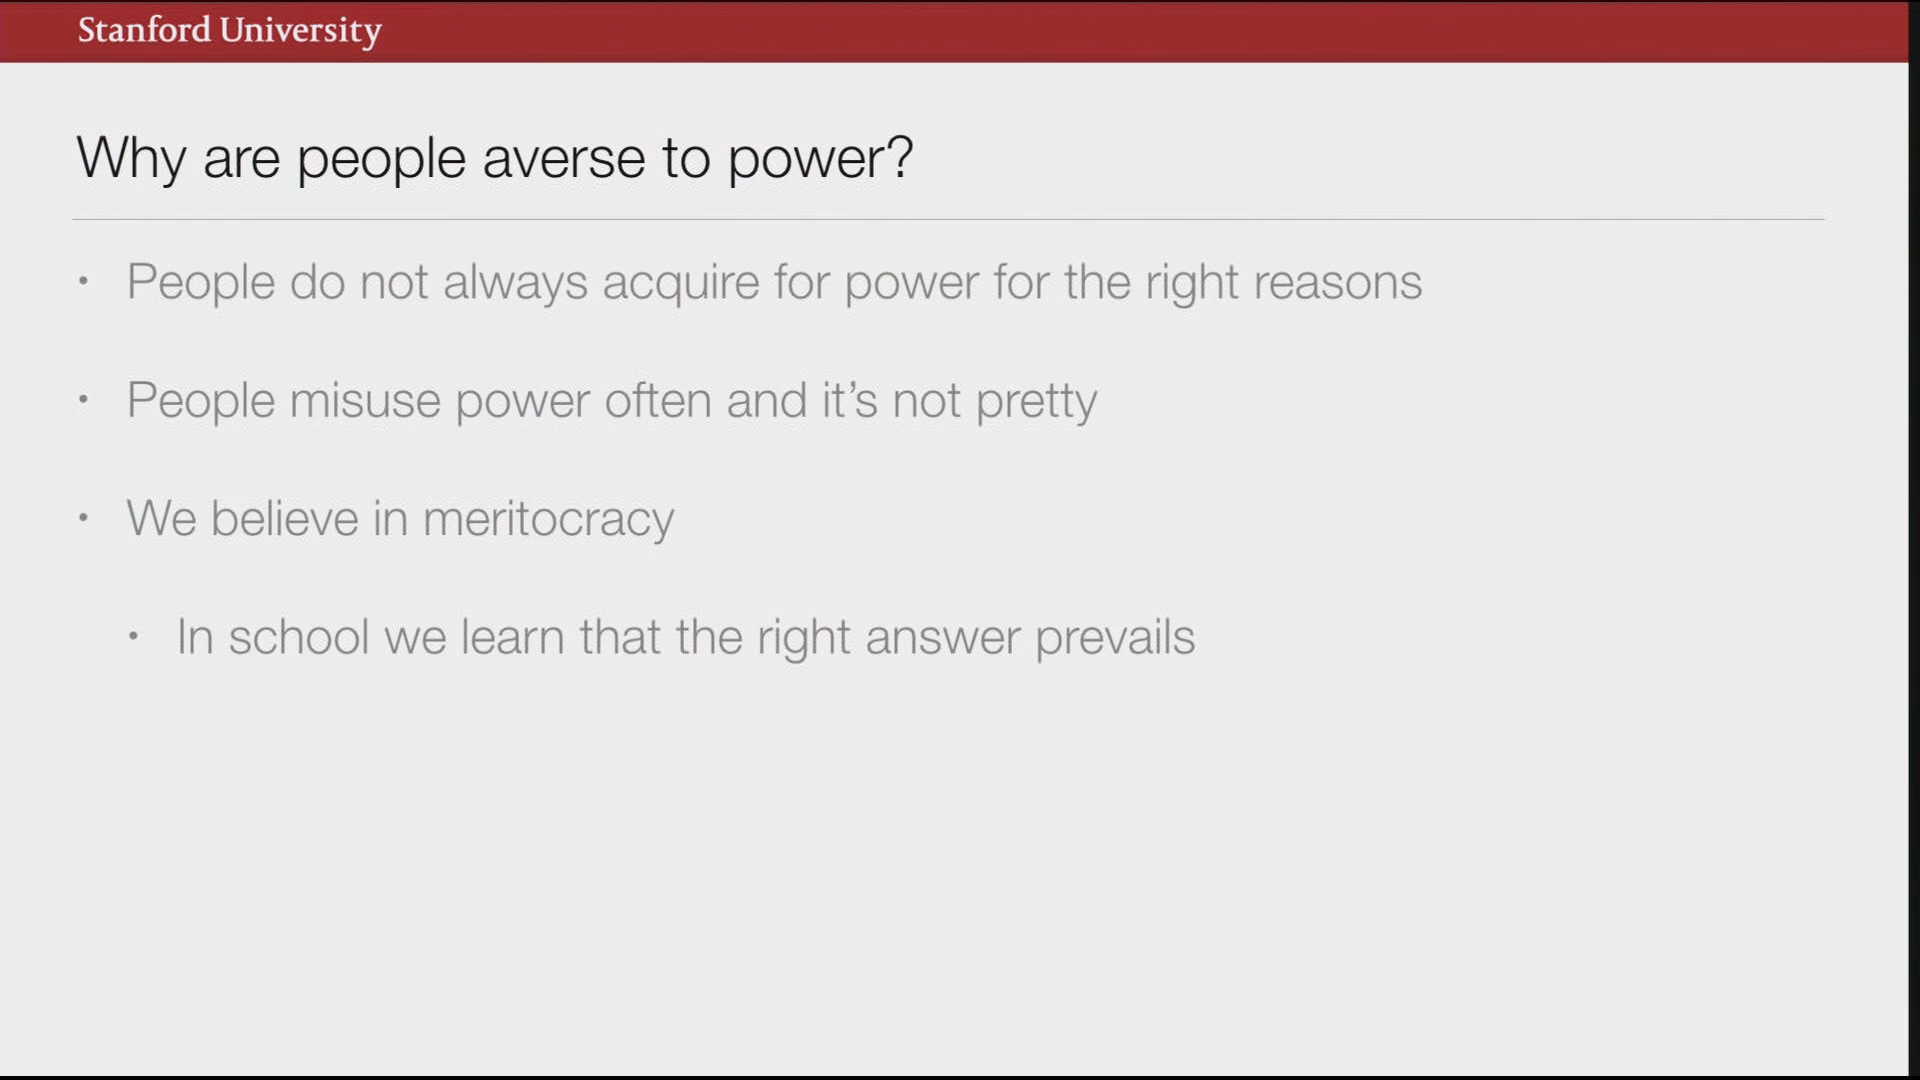 Stanford University
Why are people averse to power?
• People do not always acquire for power for the right reasons
• People misuse power often and it’s not pretty
• We believe in meritocracy
• In school we learn that the right answer prevails